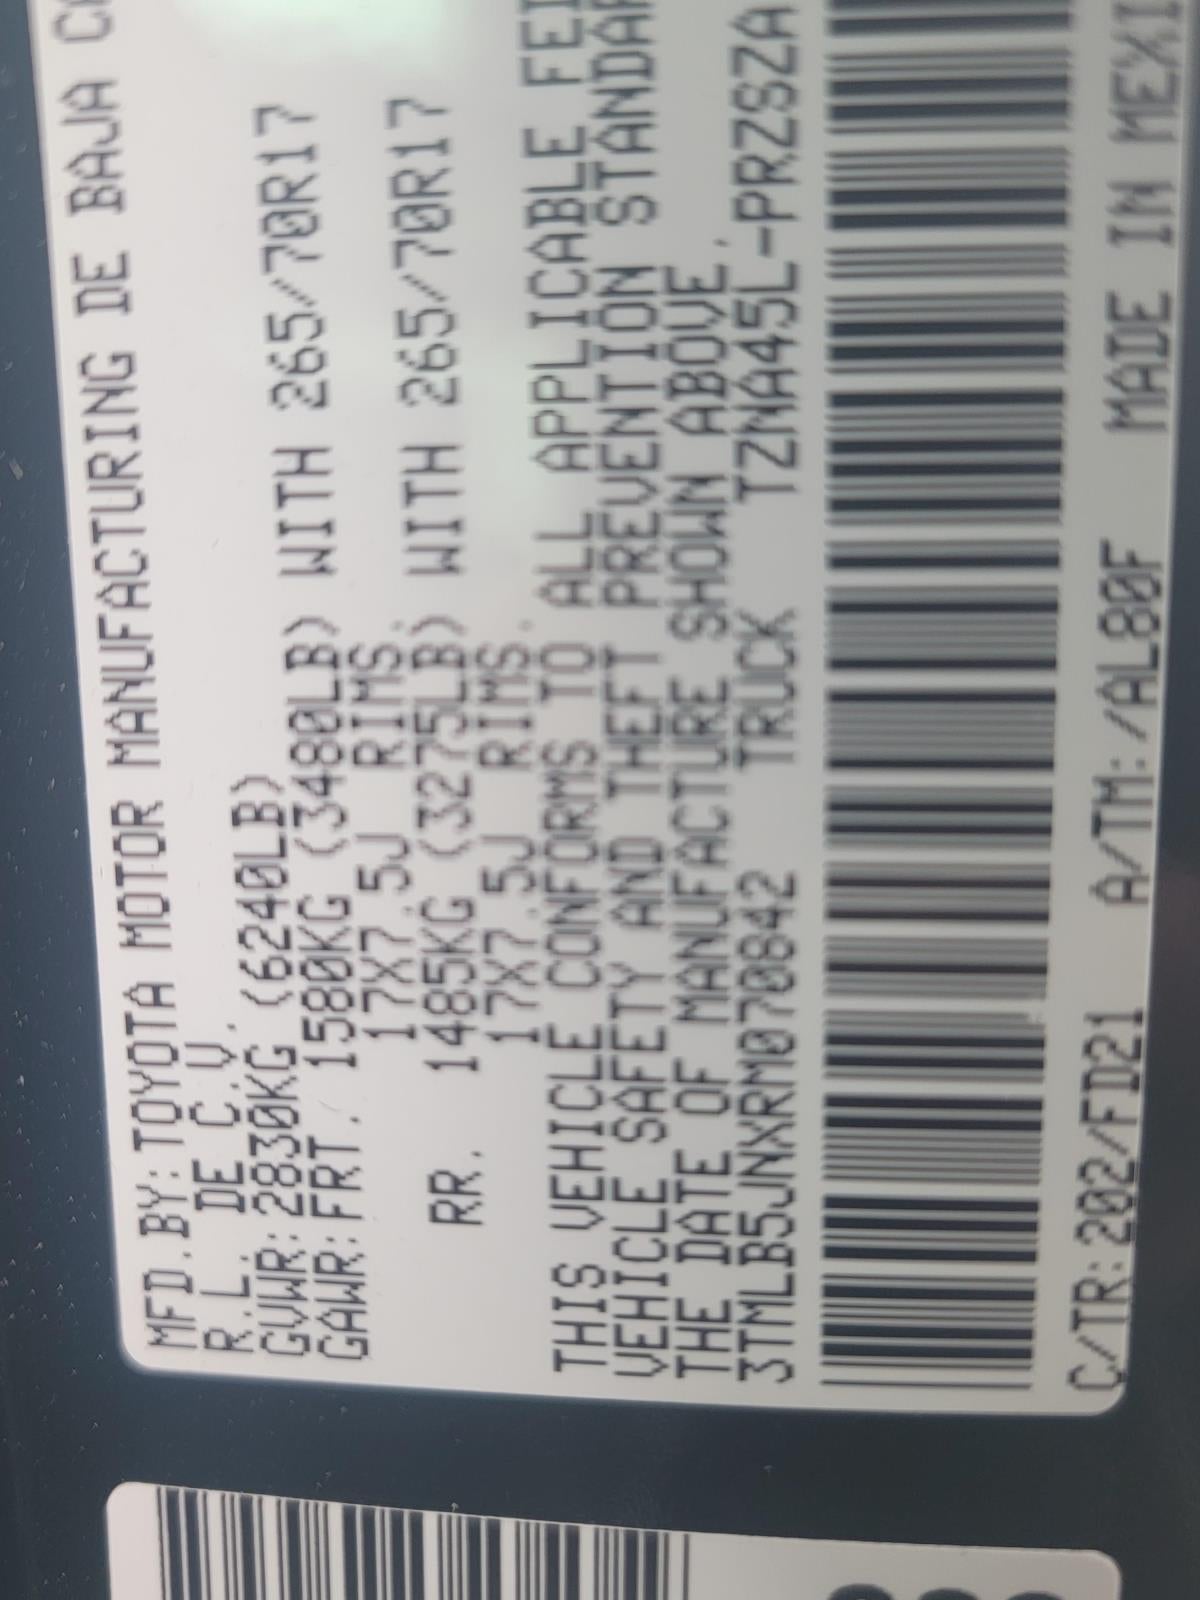 MFD.BY:TOYOTA MOTOR MANUFACTURING DE BAJA
R.L. DE C.V.
GVWR:2830KG (6240LB)
GAWR:FRT. 1580KG (3480LB) WITH 265/70R17
17X7.5J RIMS.
RR. 1485KG (3275LB) WITH 265/70R17
17X7.5J RIMS.
THIS VEHICLE CONFORMS TO ALL APPLICABLE
VEHICLE SAFETY AND THEFT PREVENTION
THE DATE OF MANUFACTURE SHOWN ABOVE.
3TMLB5JNXRM070842 TRUCK TZNA45L-PRZSZA
C/TR:202/FD21 A/TM:/AL80F MADE IN